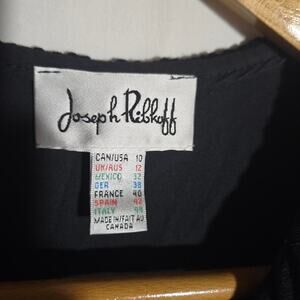 Joseph Ribkoff
CAN/USA 10
UK/AUS 12
MEXICO 32
GER 38
FRANCE 40
SPAIN 42
ITALY 44
MADE IN/FAIT AU
CANADA